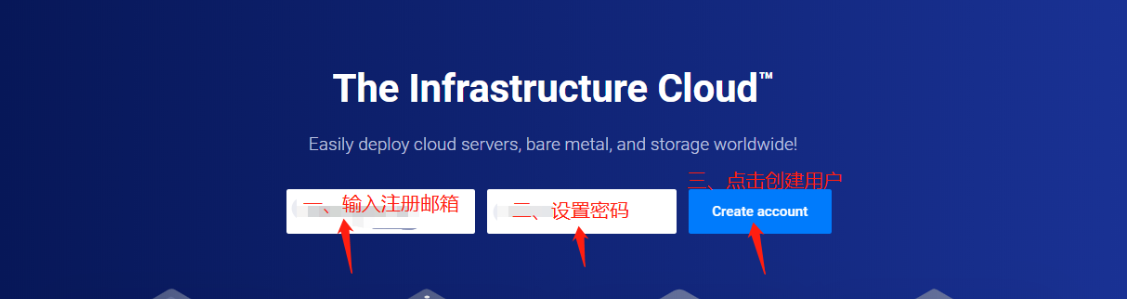 The Infrastructure Cloud™
Easily deploy cloud servers, bare metal, and storage worldwide!
三、点击创建用户
一、输入注册邮箱
二、设置密码
Create account